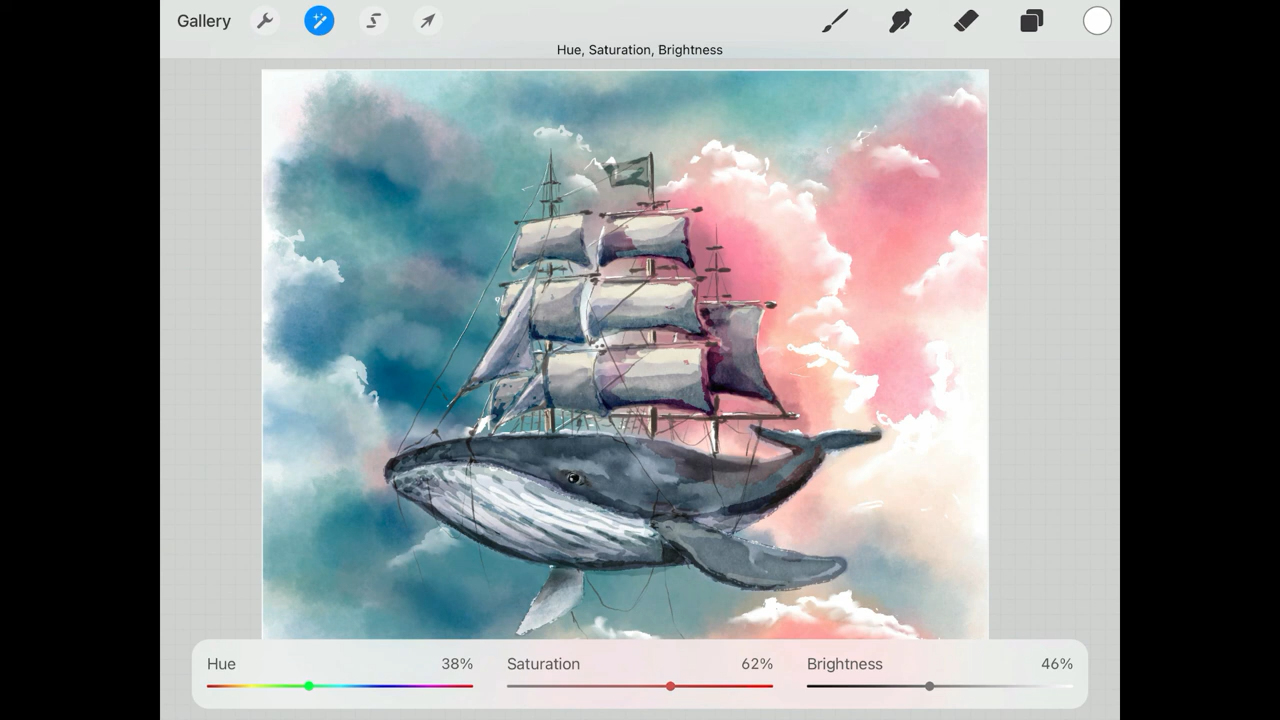 Gallery
Hue, Saturation, Brightness
Hue 38% Saturation 62% Brightness 46%